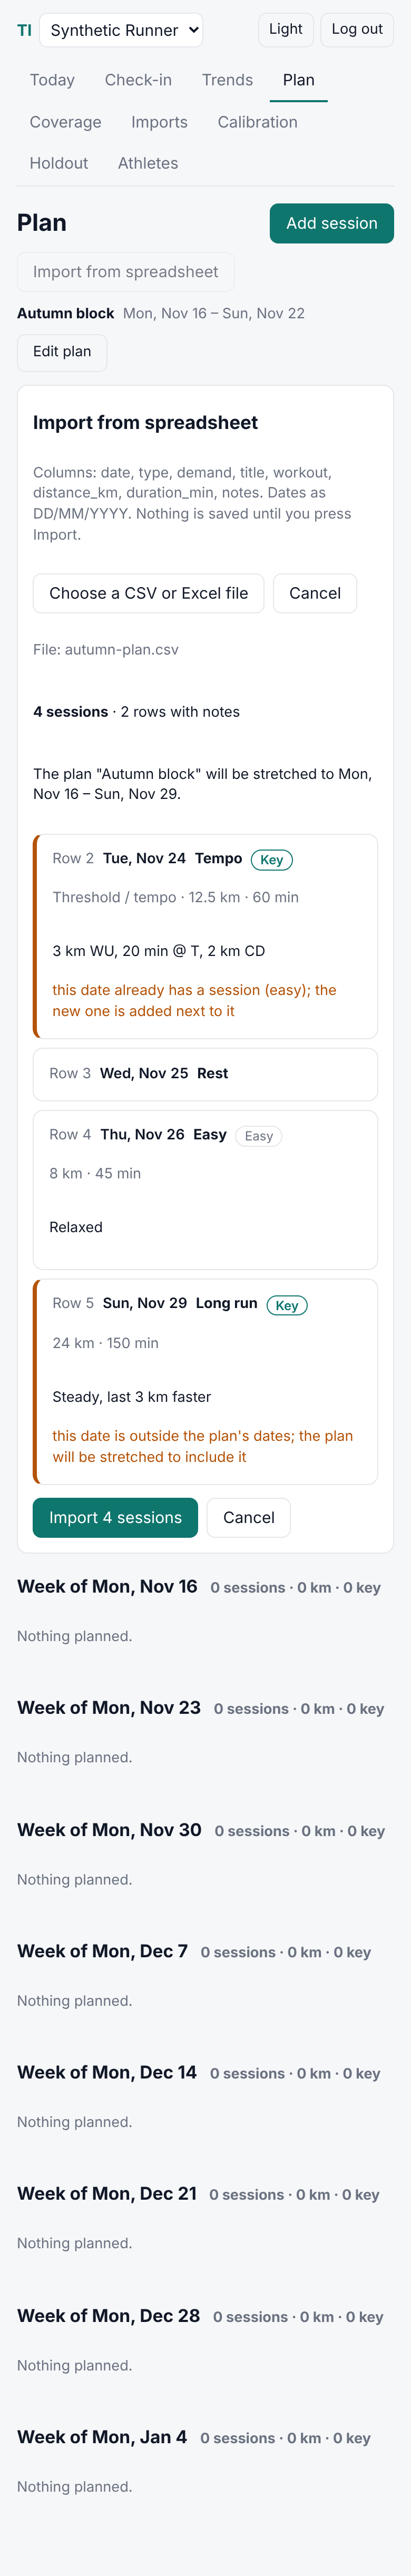 TI Synthetic Runner Light Log out
Today Check-in Trends Plan
Coverage Imports Calibration
Holdout Athletes
Plan Add session
Import from spreadsheet
Autumn block Mon, Nov 16 – Sun, Nov 22
Edit plan
Import from spreadsheet
Columns: date, type, demand, title, workout,
distance_km, duration_min, notes. Dates as
DD/MM/YYYY. Nothing is saved until you press
Import.
Choose a CSV or Excel file Cancel
File: autumn-plan.csv
4 sessions · 2 rows with notes
The plan "Autumn block" will be stretched to Mon,
Nov 16 – Sun, Nov 29.
Row 2 Tue, Nov 24 Tempo Key
Threshold / tempo · 12.5 km · 60 min
3 km WU, 20 min @ T, 2 km CD
this date already has a session (easy); the
new one is added next to it
Row 3 Wed, Nov 25 Rest
Row 4 Thu, Nov 26 Easy Easy
8 km · 45 min
Relaxed
Row 5 Sun, Nov 29 Long run Key
24 km · 150 min
Steady, last 3 km faster
this date is outside the plan's dates; the plan
will be stretched to include it
Import 4 sessions Cancel
Week of Mon, Nov 16 0 sessions · 0 km · 0 key
Nothing planned.
Week of Mon, Nov 23 0 sessions · 0 km · 0 key
Nothing planned.
Week of Mon, Nov 30 0 sessions · 0 km · 0 key
Nothing planned.
Week of Mon, Dec 7 0 sessions · 0 km · 0 key
Nothing planned.
Week of Mon, Dec 14 0 sessions · 0 km · 0 key
Nothing planned.
Week of Mon, Dec 21 0 sessions · 0 km · 0 key
Nothing planned.
Week of Mon, Dec 28 0 sessions · 0 km · 0 key
Nothing planned.
Week of Mon, Jan 4 0 sessions · 0 km · 0 key
Nothing planned.